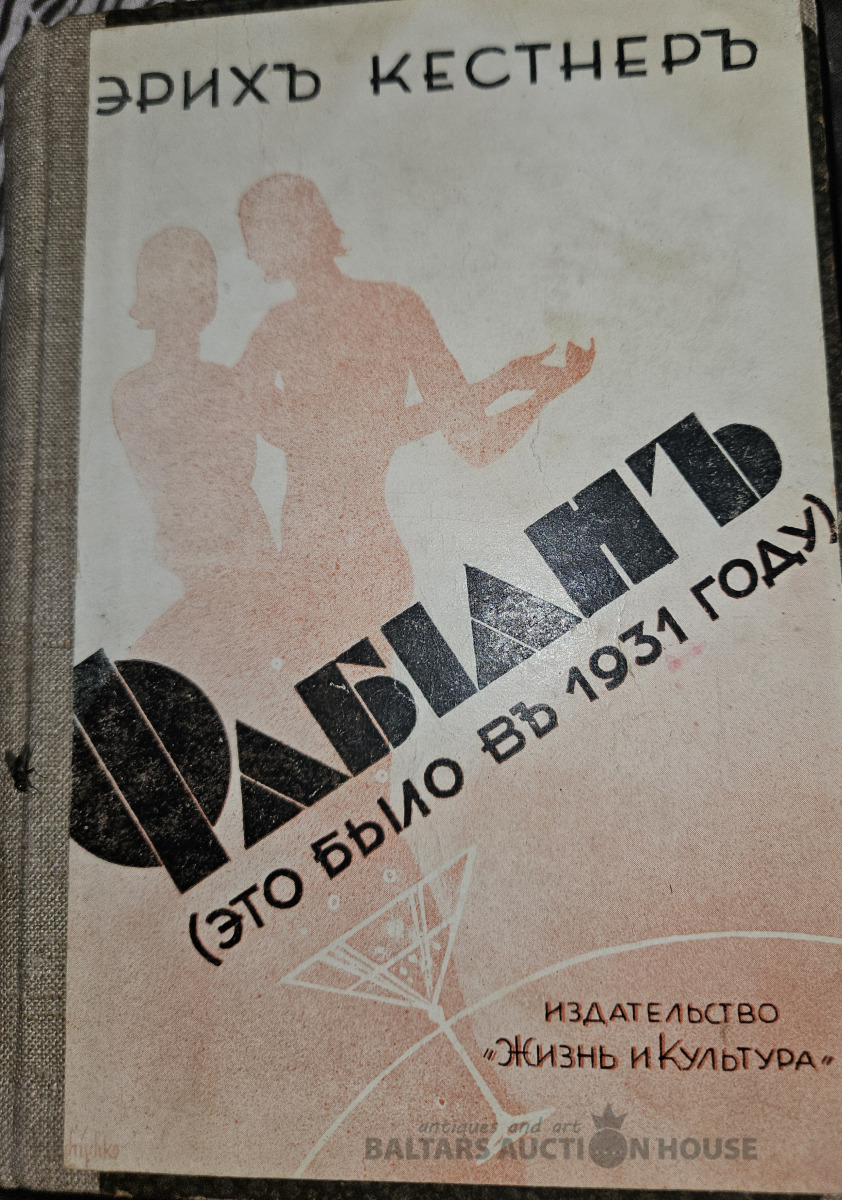 ЭРИХЪ КЕСТНЕРЪ
ФАБІАНЪ
(ЭТО БЫЛО ВЪ 1931 ГОДУ)
ИЗДАТЕЛЬСТВО
„ЖИЗНЬ И КУЛЬТУРА“
antiques and art
BALTARS AUCTION HOUSE